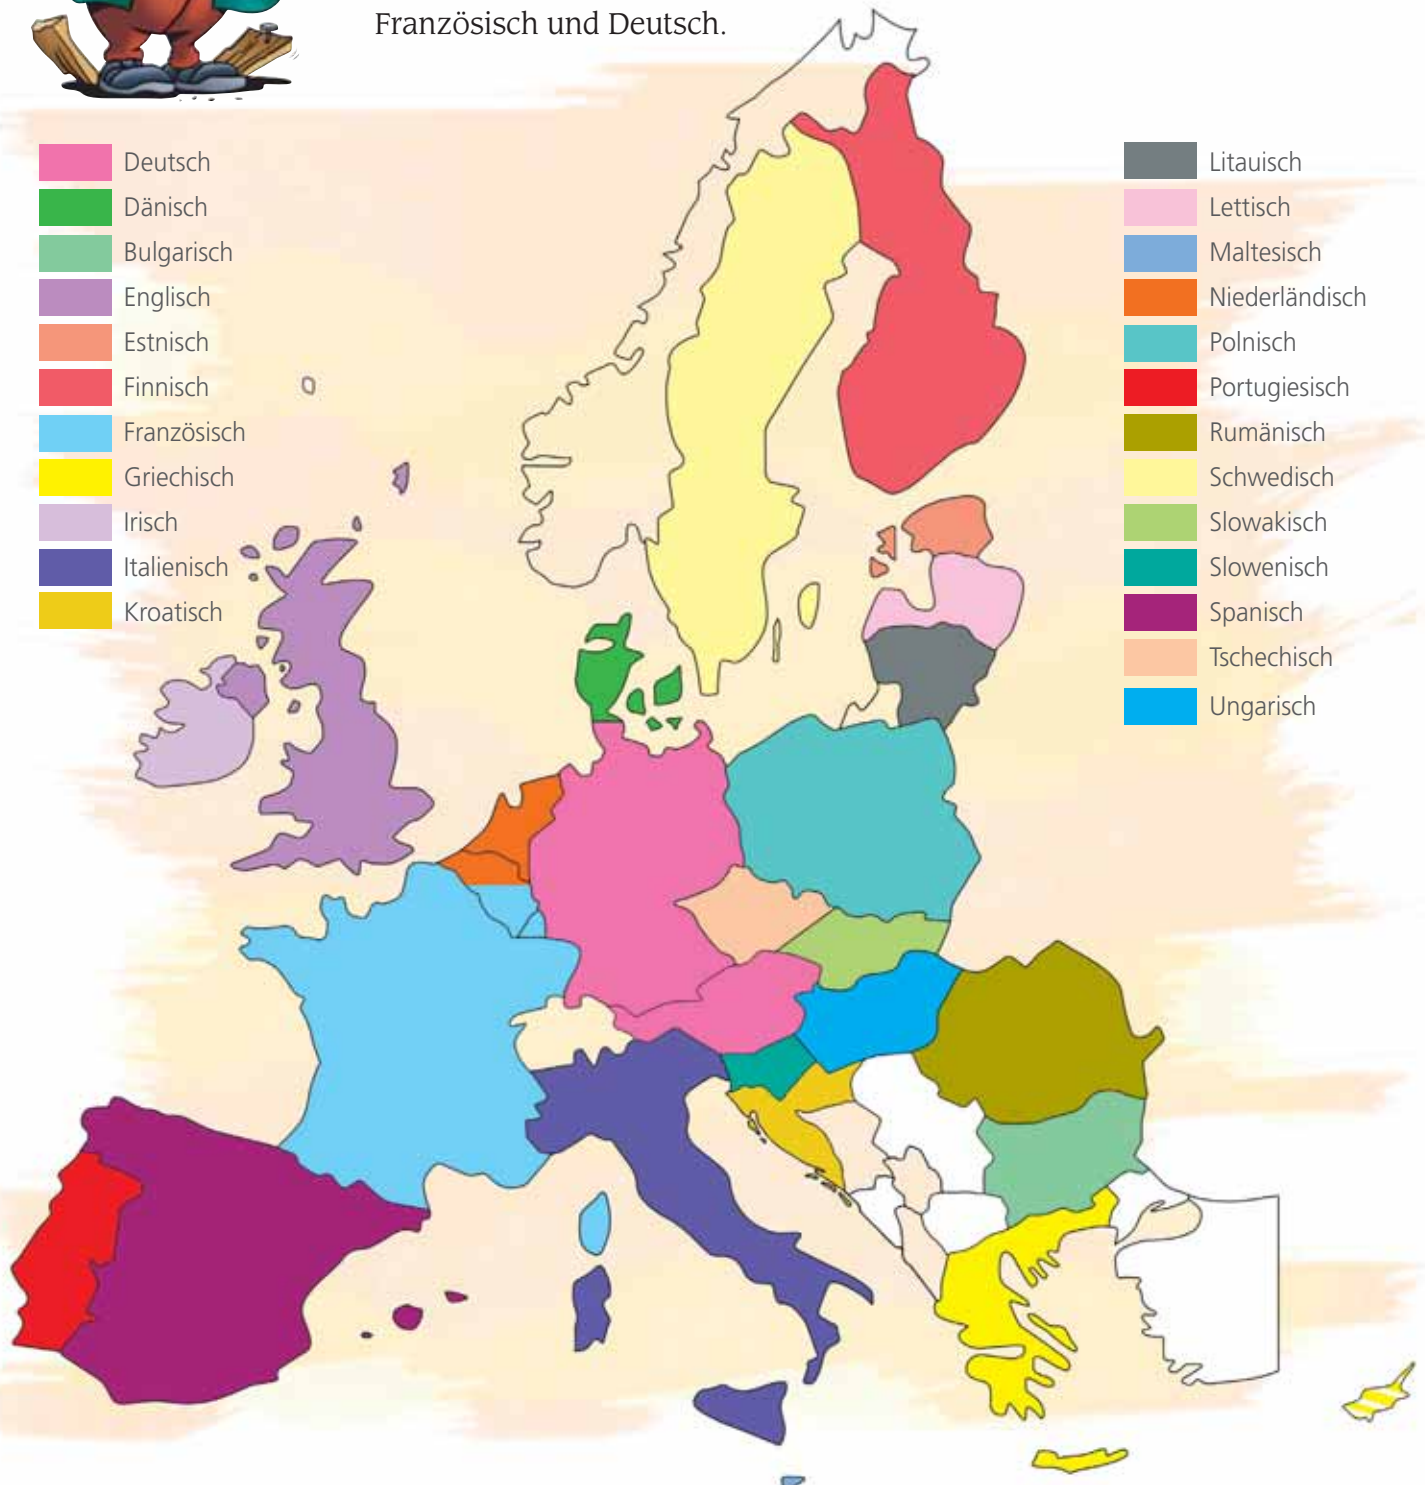 Französisch und Deutsch.
Deutsch
Dänisch
Bulgarisch
Englisch
Estnisch
Finnisch
Französisch
Griechisch
Irisch
Italienisch
Kroatisch
Litauisch
Lettisch
Maltesisch
Niederländisch
Polnisch
Portugiesisch
Rumänisch
Schwedisch
Slowakisch
Slowenisch
Spanisch
Tschechisch
Ungarisch